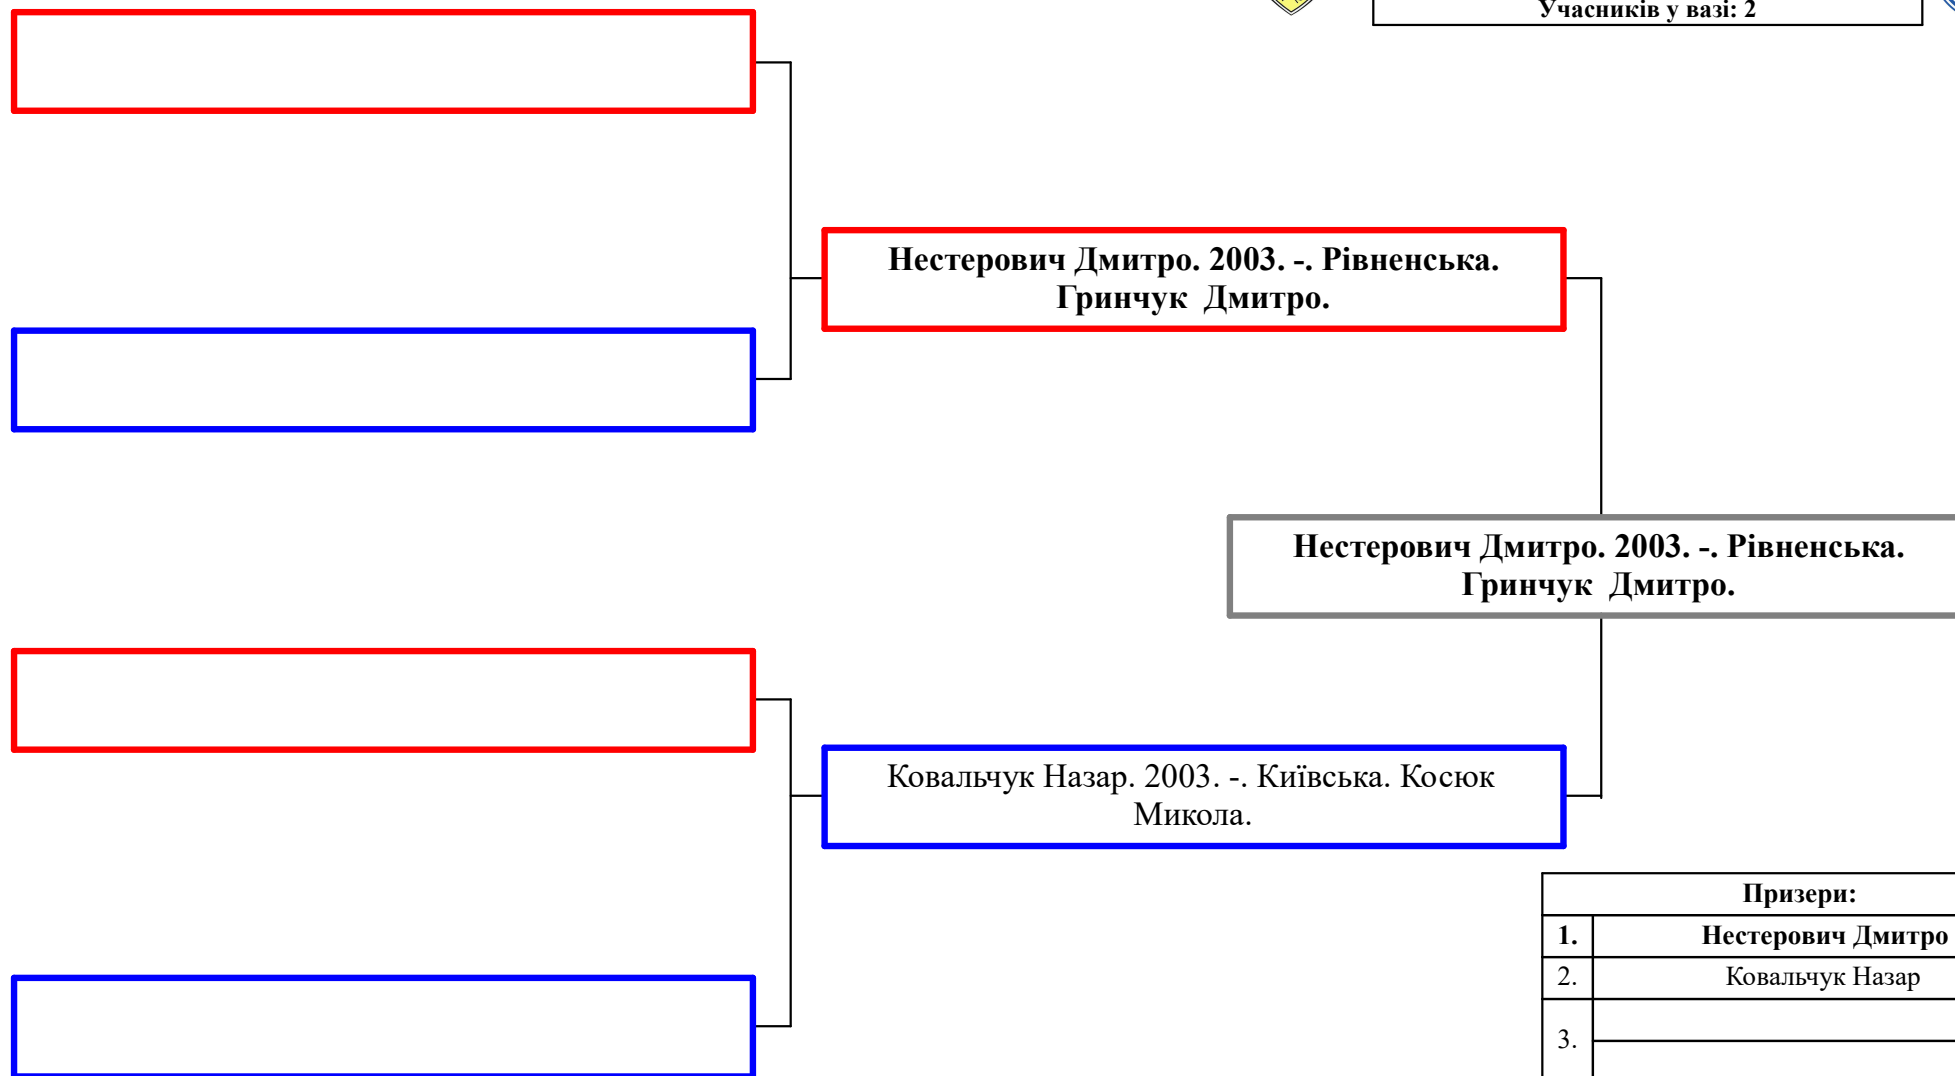 Учасників у вазі: 2
Нестерович Дмитро. 2003. -. Рівненська.
Гринчук Дмитро.
Нестерович Дмитро. 2003. -. Рівненська.
Гринчук Дмитро.
Ковальчук Назар. 2003. -. Київська. Косюк
Микола.
Призери:
1. Нестерович Дмитро
2. Ковальчук Назар
3.